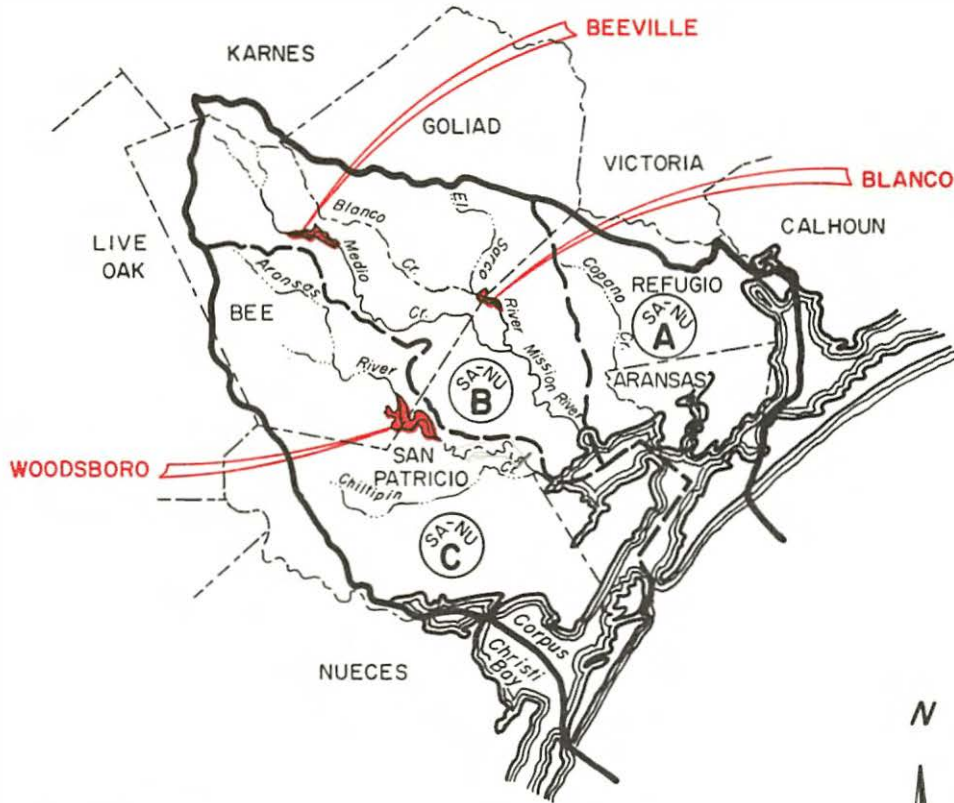 BEEVILLE
KARNES
GOLIAD
VICTORIA
BLANCO
CALHOUN
LIVE
OAK
Blanco
Cr.
El
Sarco
Medio
Cr.
Aransas
River
BEE
Copano
Cr.
REFUGIO
SA-NU
A
River
Mission River
ARANSAS
SA-NU
B
WOODSBORO
SAN
PATRICIO
Chiltipin
Cr.
SA-NU
C
Corpus
Christi
Bay
NUECES
N